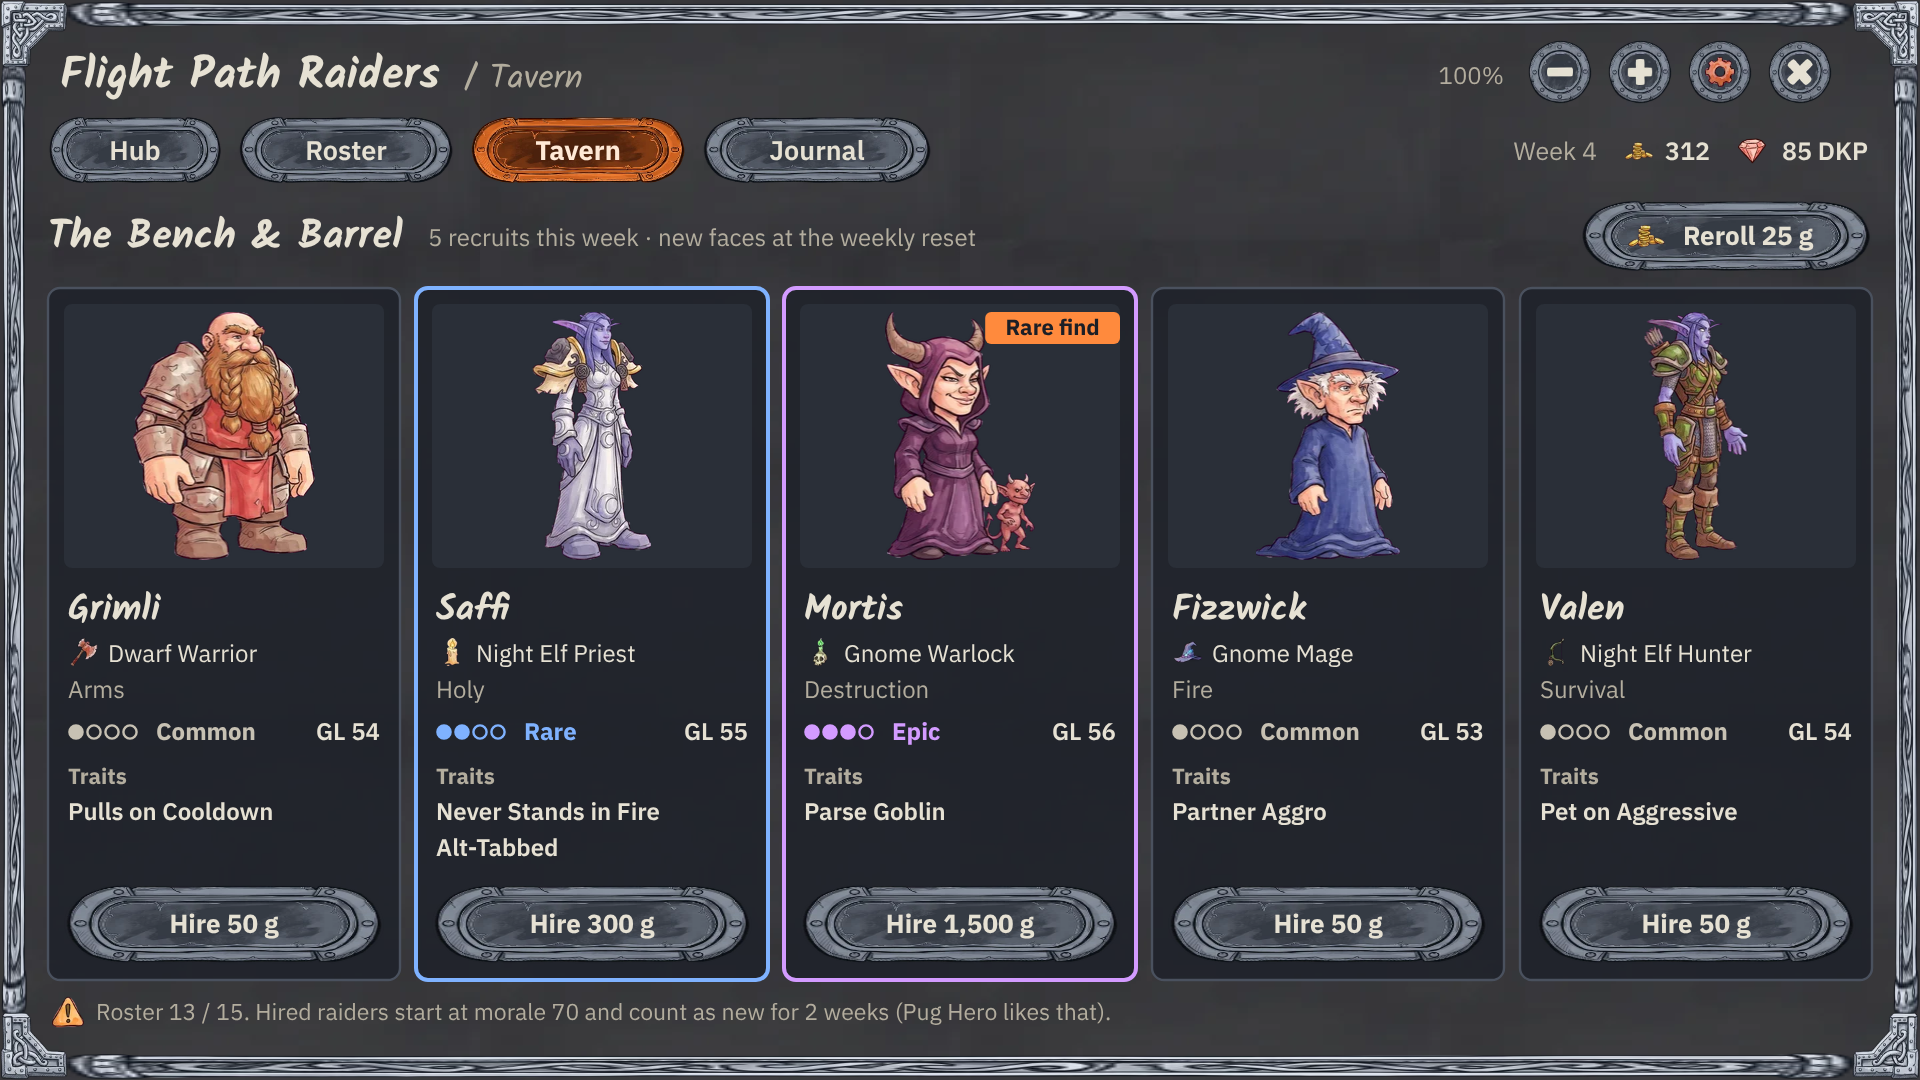 Flight Path Raiders / Tavern
100%
Hub Roster Tavern Journal
Week 4 312 85 DKP
The Bench & Barrel 5 recruits this week · new faces at the weekly reset
Reroll 25 g
Grimli
Dwarf Warrior
Arms
Common GL 54
Traits
Pulls on Cooldown
Hire 50 g
Saffi
Night Elf Priest
Holy
Rare GL 55
Traits
Never Stands in Fire
Alt-Tabbed
Hire 300 g
Rare find
Mortis
Gnome Warlock
Destruction
Epic GL 56
Traits
Parse Goblin
Hire 1,500 g
Fizzwick
Gnome Mage
Fire
Common GL 53
Traits
Partner Aggro
Hire 50 g
Valen
Night Elf Hunter
Survival
Common GL 54
Traits
Pet on Aggressive
Hire 50 g
Roster 13 / 15. Hired raiders start at morale 70 and count as new for 2 weeks (Pug Hero likes that).